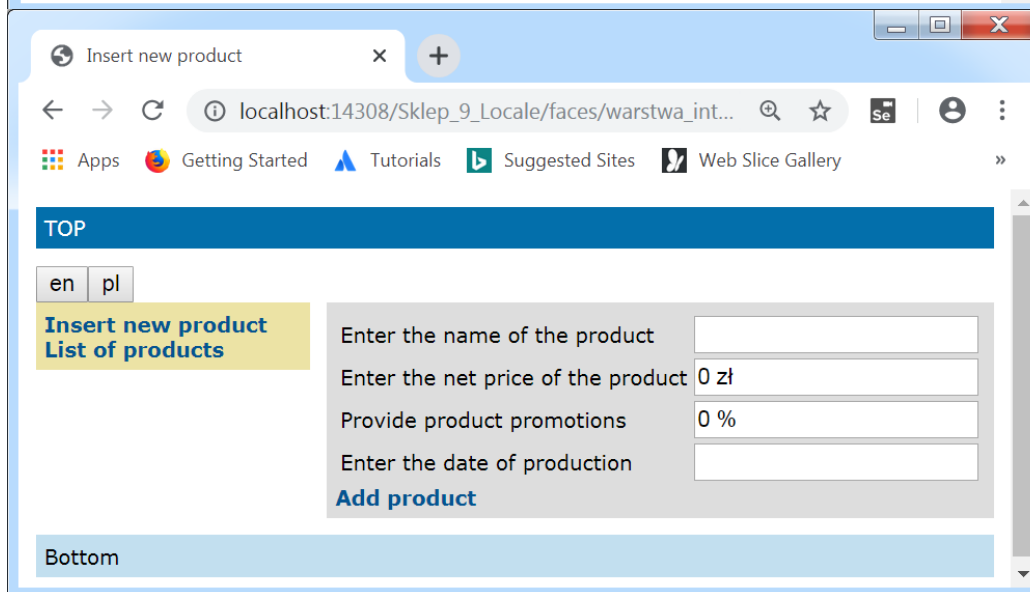 Insert new product
localhost:14308/Sklep_9_Locale/faces/warstwa_int...
Se
Apps Getting Started Tutorials Suggested Sites Web Slice Gallery »
TOP
en pl
Insert new product
List of products
Enter the name of the product
Enter the net price of the product 0 zł
Provide product promotions 0 %
Enter the date of production
Add product
Bottom